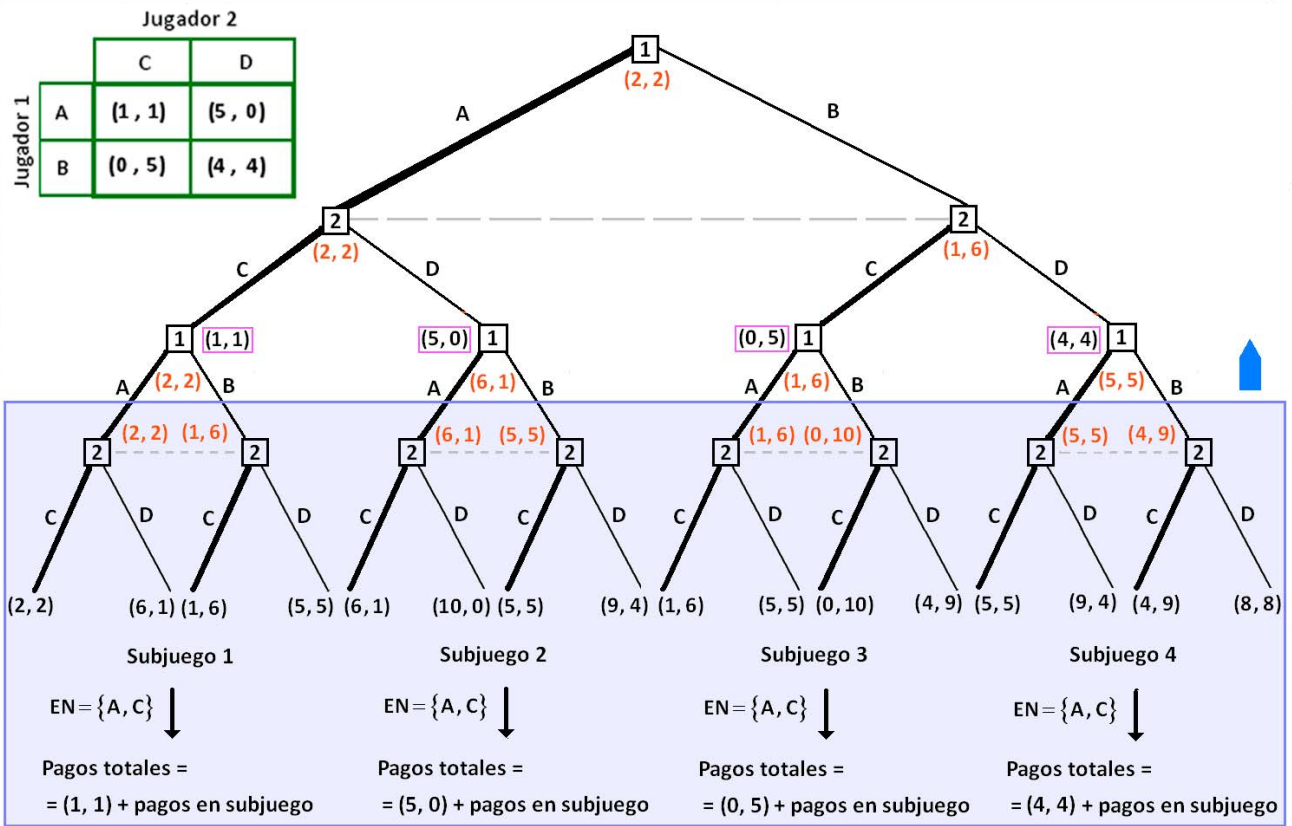 Jugador 2
C D
Jugador 1
A (1 , 1) (5 , 0)
B (0 , 5) (4 , 4)
1
(2, 2)
A B
2 2
(2, 2) (1, 6)
C D C D
1 (1, 1) (5, 0) 1 (0, 5) 1 (4, 4) 1
(2, 2) (6, 1) (1, 6) (5, 5)
A B A B A B A B
(2, 2) (1, 6) (6, 1) (5, 5) (1, 6) (0, 10) (5, 5) (4, 9)
2 2 2 2 2 2 2 2
C D C D C D C D C D C D C D C D
(2, 2) (6, 1) (1, 6) (5, 5) (6, 1) (10, 0) (5, 5) (9, 4) (1, 6) (5, 5) (0, 10) (4, 9) (5, 5) (9, 4) (4, 9) (8, 8)
Subjuego 1 Subjuego 2 Subjuego 3 Subjuego 4
EN = {A, C} EN = {A, C} EN = {A, C} EN = {A, C}
Pagos totales = Pagos totales = Pagos totales = Pagos totales =
= (1, 1) + pagos en subjuego = (5, 0) + pagos en subjuego = (0, 5) + pagos en subjuego = (4, 4) + pagos en subjuego